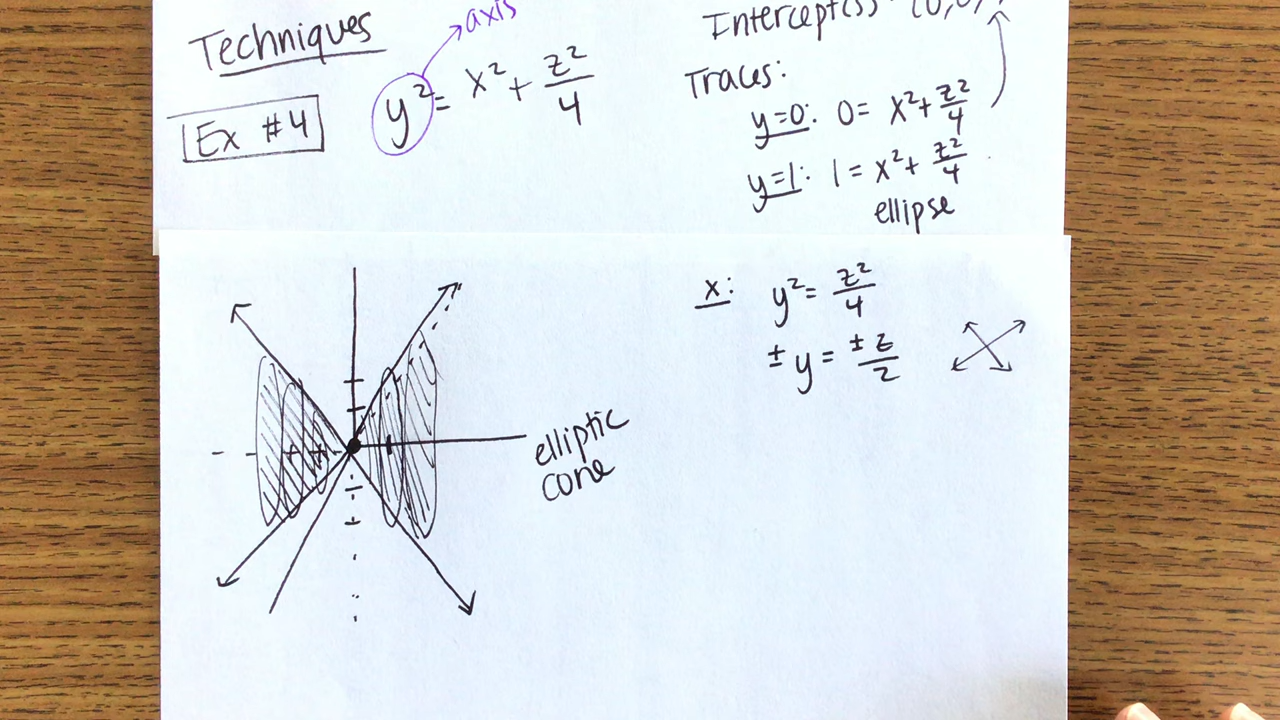 Techniques
axis
Ex #4
y² = x² + z²/4
Intercept(s): (0,0,
Traces:
y=0: 0 = x² + z²/4
y=1: 1 = x² + z²/4
ellipse
x: y² = z²/4
± y = ± z/2
elliptic
cone